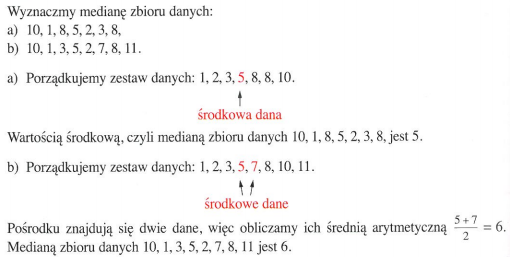 Wyznaczmy medianę zbioru danych:
a) 10, 1, 8, 5, 2, 3, 8,
b) 10, 1, 3, 5, 2, 7, 8, 11.
a) Porządkujemy zestaw danych: 1, 2, 3, 5, 8, 8, 10.
środkowa dana
Wartością środkową, czyli medianą zbioru danych 10, 1, 8, 5, 2, 3, 8, jest 5.
b) Porządkujemy zestaw danych: 1, 2, 3, 5, 7, 8, 10, 11.
środkowe dane
Pośrodku znajdują się dwie dane, więc obliczamy ich średnią arytmetyczną \frac{5+7}{2} = 6.
Medianą zbioru danych 10, 1, 3, 5, 2, 7, 8, 11 jest 6.